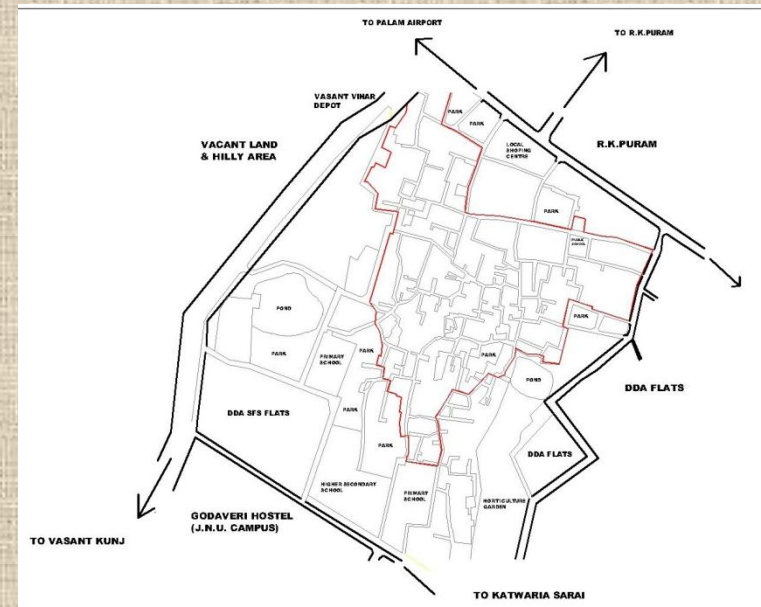 TO PALAM AIRPORT
TO R.K.PURAM
VASANT VIHAR
DEPOT
PARK
PARK
VACANT LAND
& HILLY AREA
LOCAL
SHOPING
CENTRE
R.K.PURAM
PARK
POND
PARK
PARK
PRIMARY
SCHOOL
PARK
PARK
POND
DDA FLATS
DDA SFS FLATS
PARK
PARK
DDA FLATS
HIGHER SECONDARY
SCHOOL
PRIMARY
SCHOOL
HORTICULTURE
GARDEN
GODAVERI HOSTEL
(J.N.U. CAMPUS)
TO VASANT KUNJ
TO KATWARIA SARAI